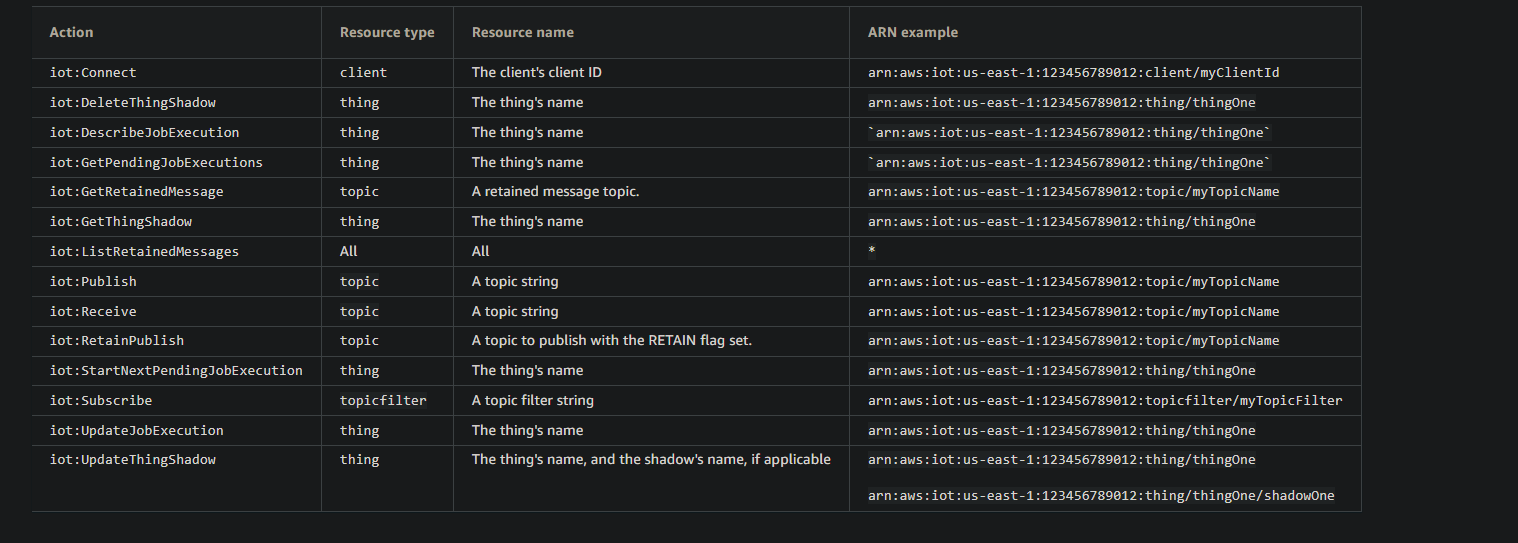 Action Resource type Resource name ARN example
iot:Connect client The client's client ID arn:aws:iot:us-east-1:123456789012:client/myClientId
iot:DeleteThingShadow thing The thing's name arn:aws:iot:us-east-1:123456789012:thing/thingOne
iot:DescribeJobExecution thing The thing's name `arn:aws:iot:us-east-1:123456789012:thing/thingOne`
iot:GetPendingJobExecutions thing The thing's name `arn:aws:iot:us-east-1:123456789012:thing/thingOne`
iot:GetRetainedMessage topic A retained message topic. arn:aws:iot:us-east-1:123456789012:topic/myTopicName
iot:GetThingShadow thing The thing's name arn:aws:iot:us-east-1:123456789012:thing/thingOne
iot:ListRetainedMessages All All *
iot:Publish topic A topic string arn:aws:iot:us-east-1:123456789012:topic/myTopicName
iot:Receive topic A topic string arn:aws:iot:us-east-1:123456789012:topic/myTopicName
iot:RetainPublish topic A topic to publish with the RETAIN flag set. arn:aws:iot:us-east-1:123456789012:topic/myTopicName
iot:StartNextPendingJobExecution thing The thing's name arn:aws:iot:us-east-1:123456789012:thing/thingOne
iot:Subscribe topicfilter A topic filter string arn:aws:iot:us-east-1:123456789012:topicfilter/myTopicFilter
iot:UpdateJobExecution thing The thing's name arn:aws:iot:us-east-1:123456789012:thing/thingOne
iot:UpdateThingShadow thing The thing's name, and the shadow's name, if applicable arn:aws:iot:us-east-1:123456789012:thing/thingOne
arn:aws:iot:us-east-1:123456789012:thing/thingOne/shadowOne